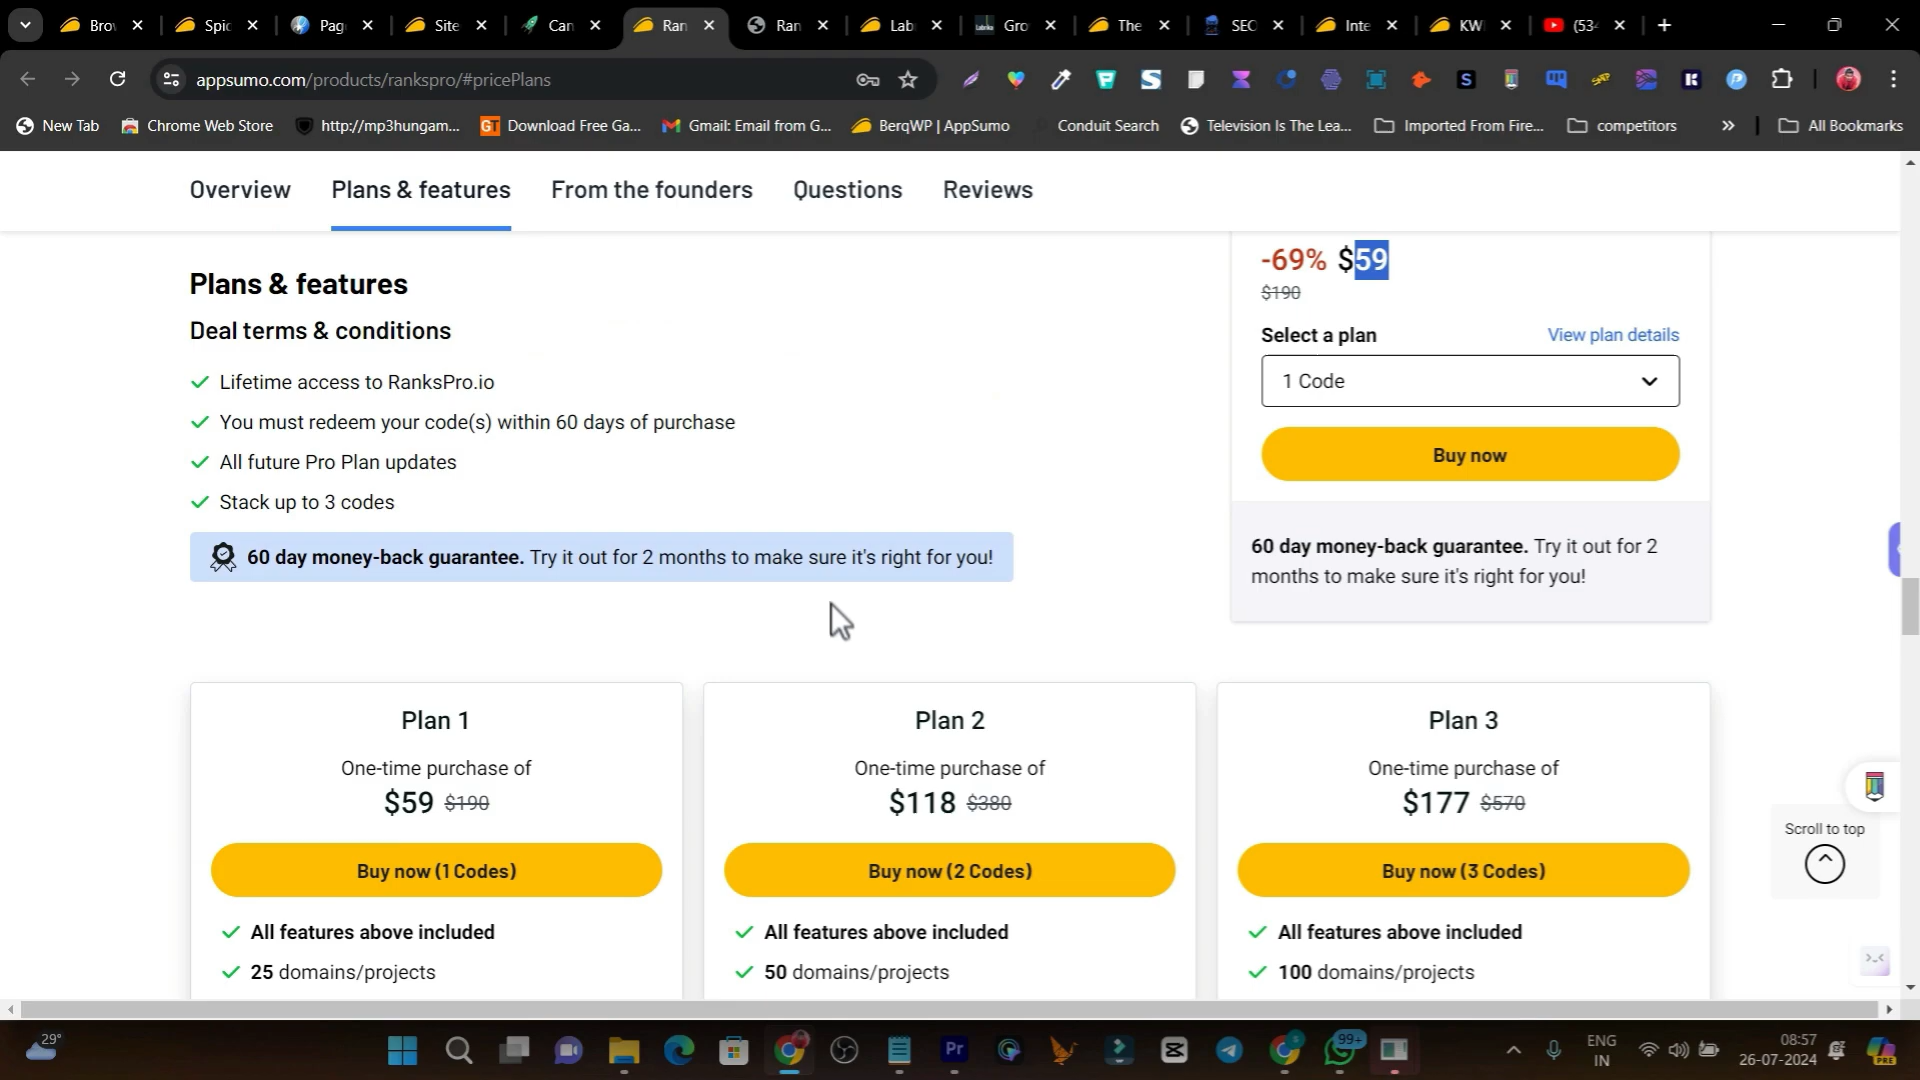 Brov
Spic
Pag
Site
Can
Ran
Ran
Lab
Gro
The
SEO
Inte
KW
(534
appsumo.com/products/rankspro/#pricePlans
New Tab
Chrome Web Store
http://mp3hungam...
Download Free Ga...
Gmail: Email from G...
BerqWP | AppSumo
Conduit Search
Television Is The Lea...
Imported From Fire...
competitors
All Bookmarks
Overview
Plans & features
From the founders
Questions
Reviews
-69% $59
$190
Select a plan
View plan details
1 Code
Buy now
60 day money-back guarantee. Try it out for 2
months to make sure it's right for you!
Plans & features
Deal terms & conditions
Lifetime access to RanksPro.io
You must redeem your code(s) within 60 days of purchase
All future Pro Plan updates
Stack up to 3 codes
60 day money-back guarantee. Try it out for 2 months to make sure it's right for you!
Plan 1
One-time purchase of
$59 $190
Buy now (1 Codes)
All features above included
25 domains/projects
Plan 2
One-time purchase of
$118 $380
Buy now (2 Codes)
All features above included
50 domains/projects
Plan 3
One-time purchase of
$177 $570
Buy now (3 Codes)
All features above included
100 domains/projects
Scroll to top
29°
Pr
99+
ENG
IN
08:57
26-07-2024
PRE